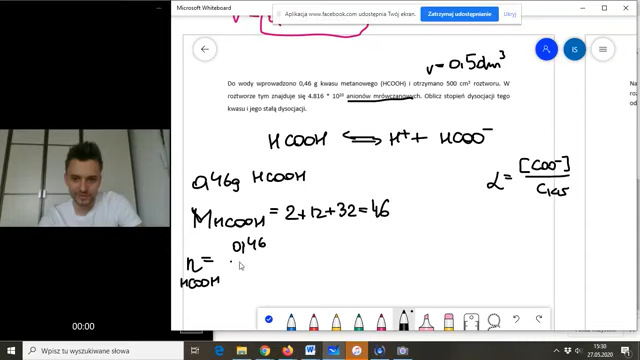 Microsoft Whiteboard
Aplikacja www.facebook.com udostępnia Twój ekran.
Zatrzymaj udostępnianie
Ukryj
IS
V = 0,5dm³
Do wody wprowadzono 0,46 g kwasu metanowego (HCOOH) i otrzymano 500 cm³ roztworu. W
roztworze tym znajduje się 4.816 * 10²⁰ anionów mrówczanowych. Oblicz stopień dysocjacji tego
kwasu i jego stałą dysocjacji.
HCOOH ⇌ H⁺ + HCOO⁻
0,46g HCOOH
α = [COO⁻]
MHCOOH = 2+12+32=46
0,46
n =
HCOOH
00:00
Wpisz tu wyszukiwane słowa
15:30
27.05.2020